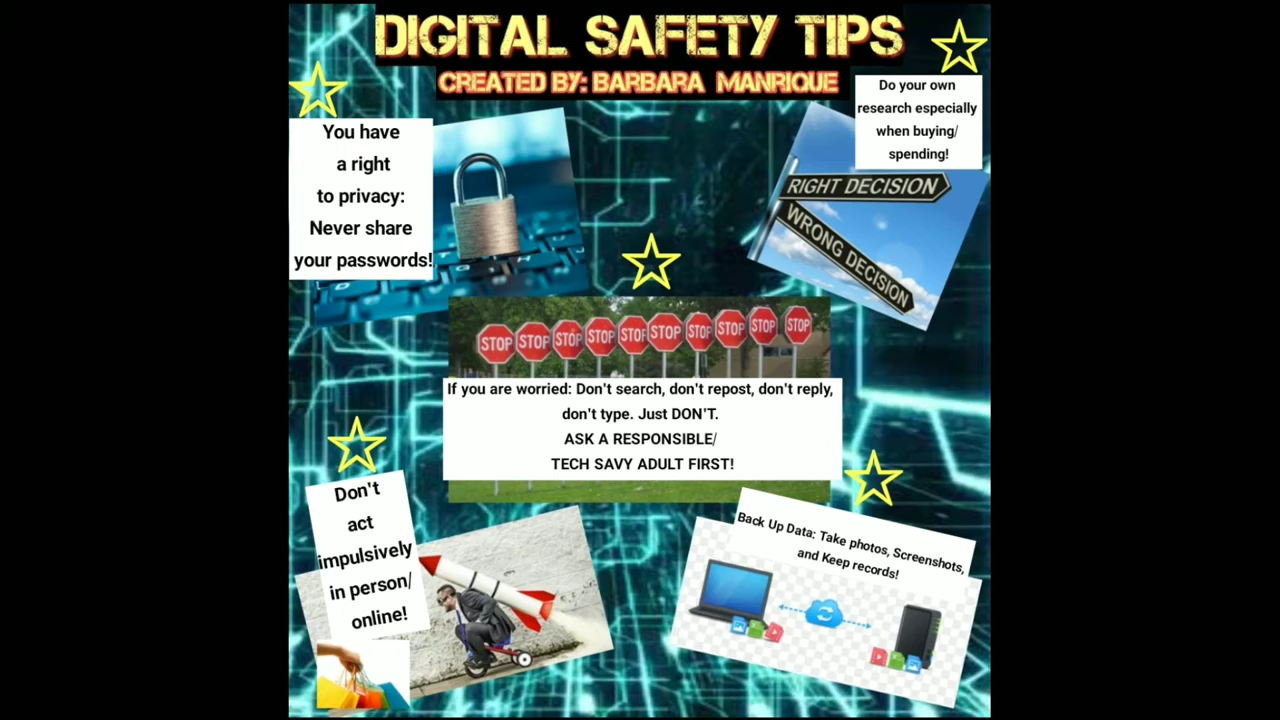 DIGITAL SAFETY TIPS
CREATED BY: BARBARA MANRIQUE
You have
a right
to privacy:
Never share
your passwords!
Do your own
research especially
when buying/
spending!
RIGHT DECISION
WRONG DECISION
STOP STOP STOP STOP STOP STOP STOP STOP STOP STOP
If you are worried: Don't search, don't repost, don't reply,
don't type. Just DON'T.
ASK A RESPONSIBLE/
TECH SAVY ADULT FIRST!
Don't
act
impulsively
in person/
online!
Back Up Data: Take photos, Screenshots,
and Keep records!